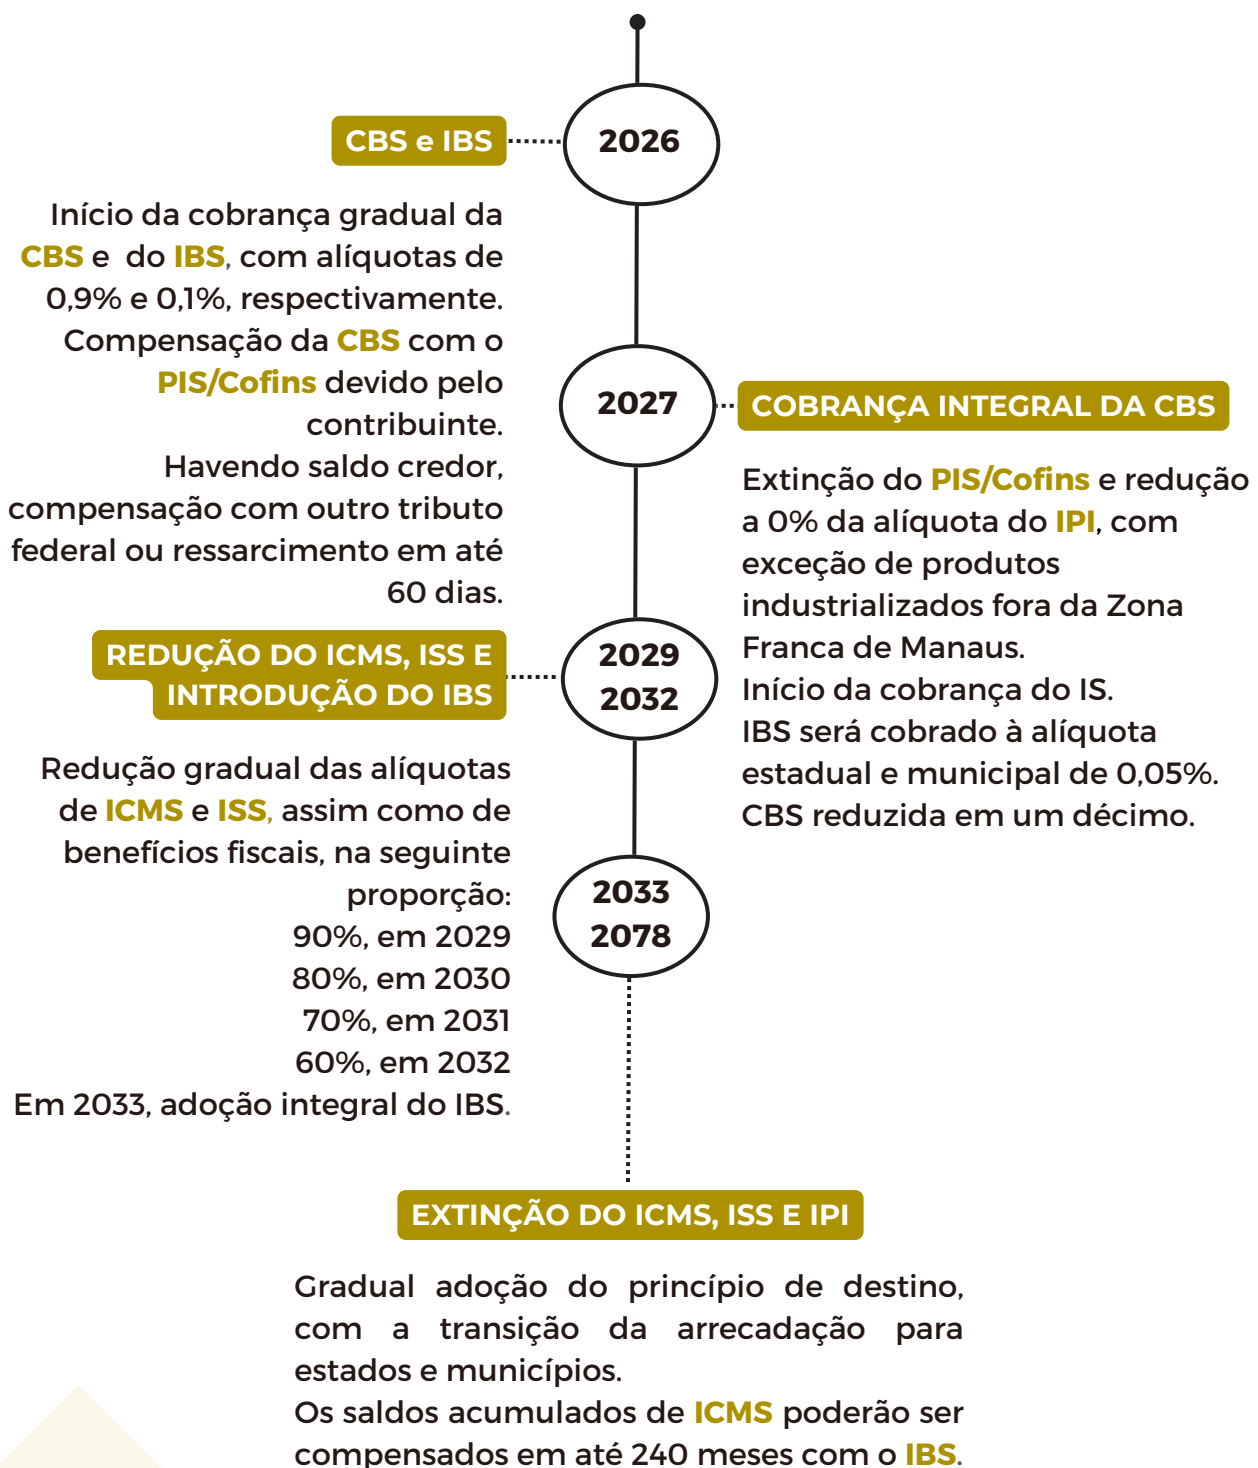 2026
CBS e IBS
Início da cobrança gradual da
CBS e do IBS, com alíquotas de
0,9% e 0,1%, respectivamente.
Compensação da CBS com o
PIS/Cofins devido pelo
contribuinte.
Havendo saldo credor,
compensação com outro tributo
federal ou ressarcimento em até
60 dias.
2027
COBRANÇA INTEGRAL DA CBS
Extinção do PIS/Cofins e redução
a 0% da alíquota do IPI, com
exceção de produtos
industrializados fora da Zona
Franca de Manaus.
Início da cobrança do IS.
IBS será cobrado à alíquota
estadual e municipal de 0,05%.
CBS reduzida em um décimo.
2029
2032
REDUÇÃO DO ICMS, ISS E
INTRODUÇÃO DO IBS
Redução gradual das alíquotas
de ICMS e ISS, assim como de
benefícios fiscais, na seguinte
proporção:
90%, em 2029
80%, em 2030
70%, em 2031
60%, em 2032
Em 2033, adoção integral do IBS.
2033
2078
EXTINÇÃO DO ICMS, ISS E IPI
Gradual adoção do princípio de destino,
com a transição da arrecadação para
estados e municípios.
Os saldos acumulados de ICMS poderão ser
compensados em até 240 meses com o IBS.